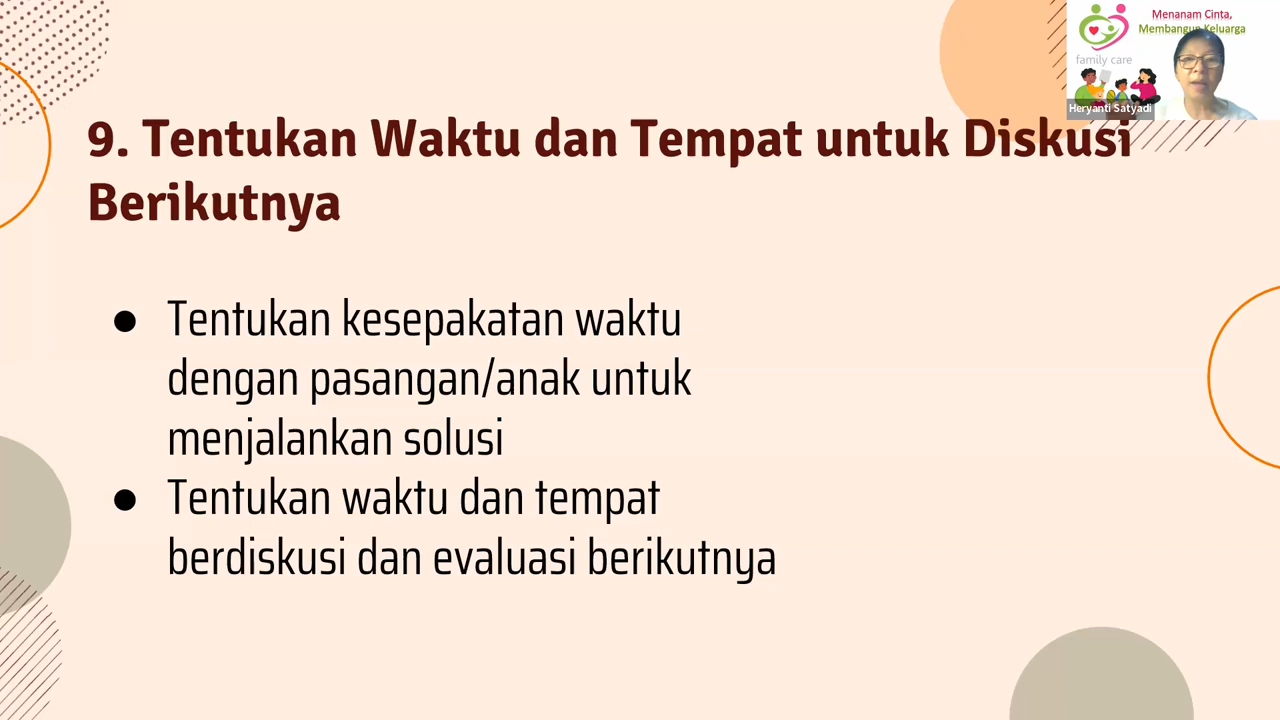 Menanam Cinta,
Membangun Keluarga
family care
Heryanti Satyadi
9. Tentukan Waktu dan Tempat untuk Diskusi
Berikutnya
● Tentukan kesepakatan waktu
dengan pasangan/anak untuk
menjalankan solusi
● Tentukan waktu dan tempat
berdiskusi dan evaluasi berikutnya